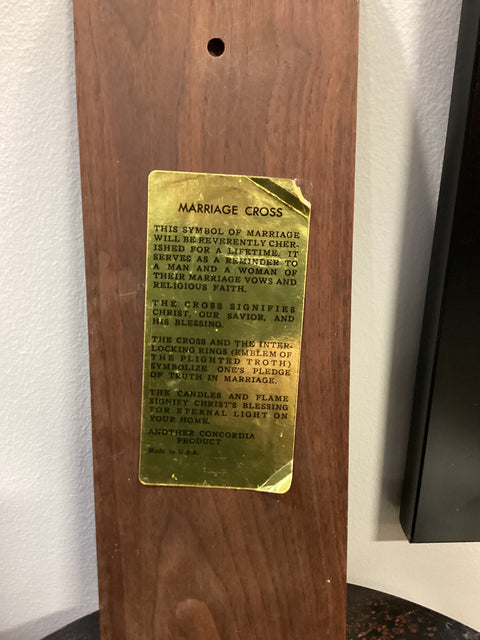 MARRIAGE CROSS
THIS SYMBOL OF MARRIAGE
WILL BE REVERENTLY CHER-
ISHED FOR A LIFETIME. IT
SERVES AS A REMINDER TO
A MAN AND A WOMAN OF
THEIR MARRIAGE VOWS AND
RELIGIOUS FAITH.
THE CROSS SIGNIFIES
CHRIST, OUR SAVIOR, AND
HIS BLESSING.
THE CROSS AND THE INTER-
LOCKING RINGS (EMBLEM OF
THE PLIGHTED TROTH)
SYMBOLIZE ONE'S PLEDGE
OF TRUTH IN MARRIAGE.
THE CANDLES AND FLAME
SIGNIFY CHRIST'S BLESSING
FOR ETERNAL LIGHT ON
YOUR HOME.
ANOTHER CONCORDIA
PRODUCT
Made in U.S.A.